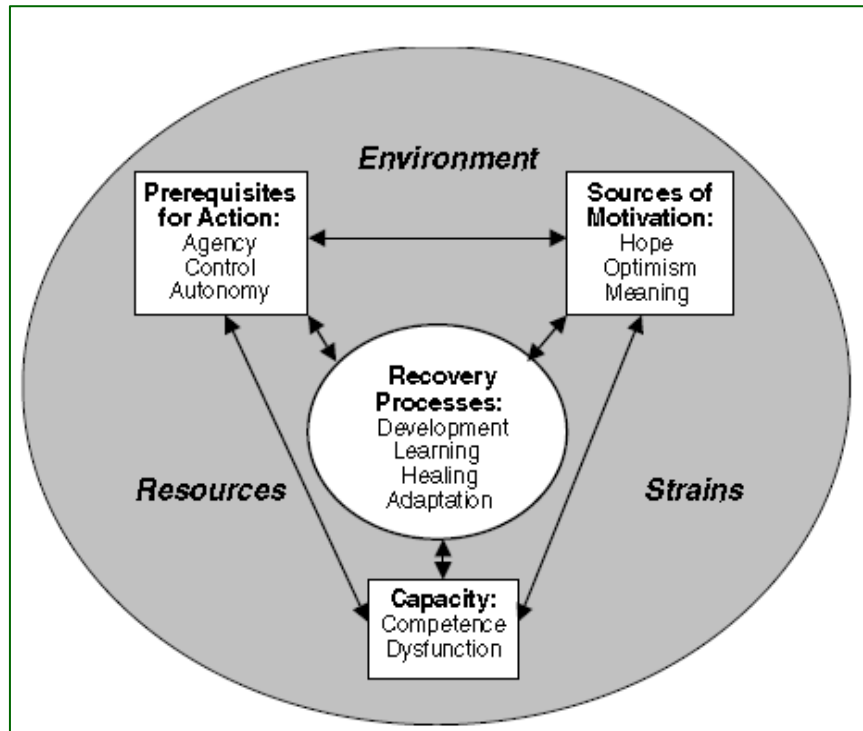 Environment
Prerequisites
for Action:
Agency
Control
Autonomy
Sources of
Motivation:
Hope
Optimism
Meaning
Recovery
Processes:
Development
Learning
Healing
Adaptation
Resources
Strains
Capacity:
Competence
Dysfunction